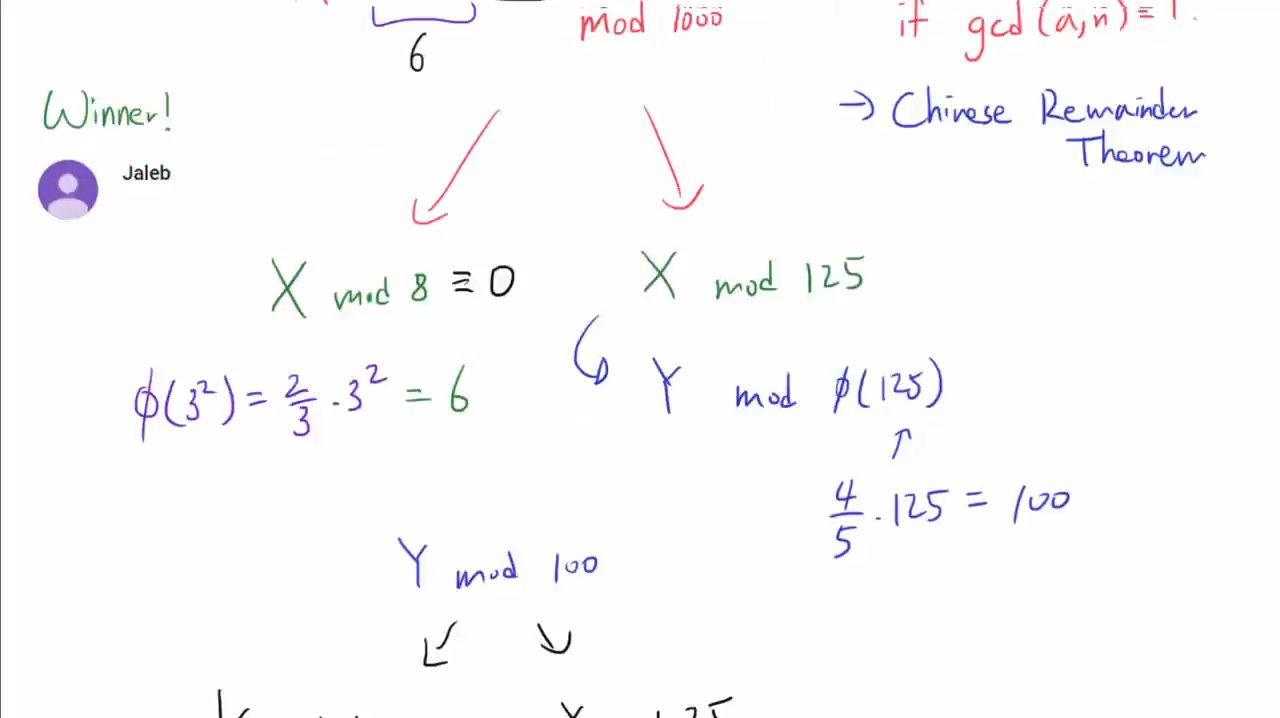 6
mod 1000
if gcd(a,n)=1.
Winner!
Jaleb
→ Chinese Remainder
Theorem
X mod 8 ≡ 0
X mod 125
φ(3²) = 2/3 · 3² = 6
Y mod φ(125)
↑
4/5 · 125 = 100
Y mod 100